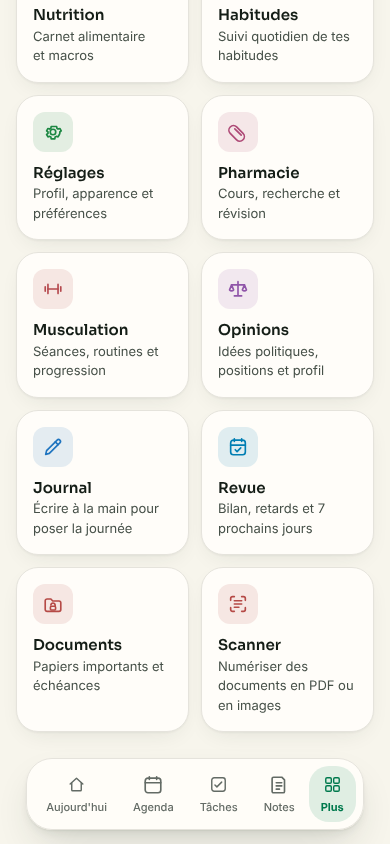 Nutrition
Carnet alimentaire
et macros
Habitudes
Suivi quotidien de tes
habitudes
Réglages
Profil, apparence et
préférences
Pharmacie
Cours, recherche et
révision
Musculation
Séances, routines et
progression
Opinions
Idées politiques,
positions et profil
Journal
Écrire à la main pour
poser la journée
Revue
Bilan, retards et 7
prochains jours
Documents
Papiers importants et
échéances
Scanner
Numériser des
documents en PDF ou
en images
Aujourd'hui
Agenda
Tâches
Notes
Plus